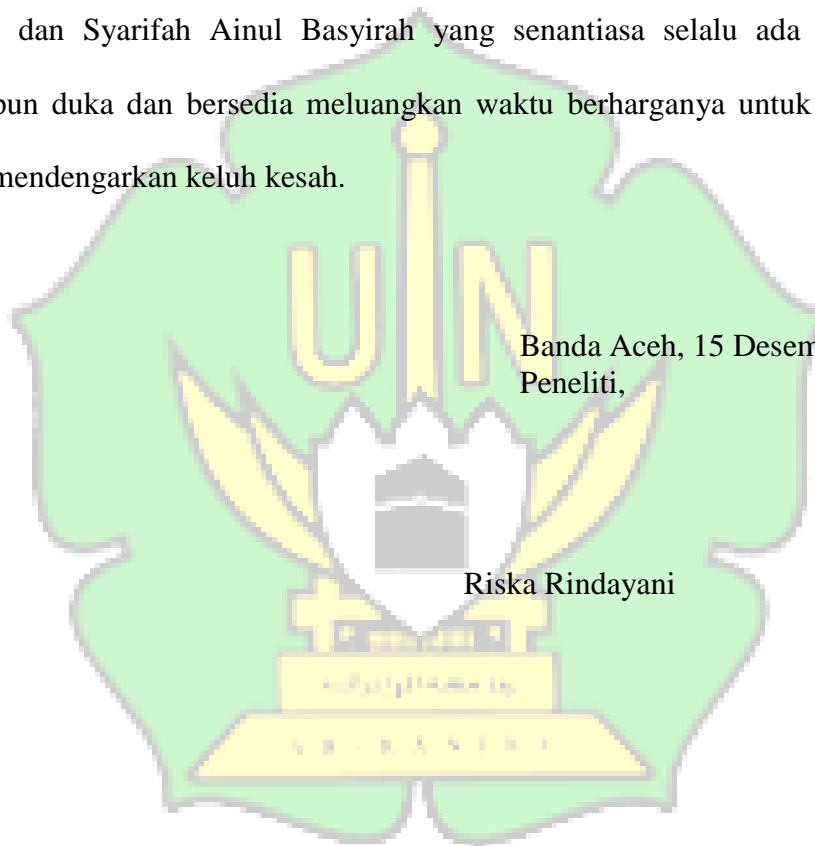 dan Syarifah Ainul Basyirah yang senantiasa selalu ada
pun duka dan bersedia meluangkan waktu berharganya untuk
mendengarkan keluh kesah.
UIN
Banda Aceh, 15 Desem
Peneliti,
Riska Rindayani